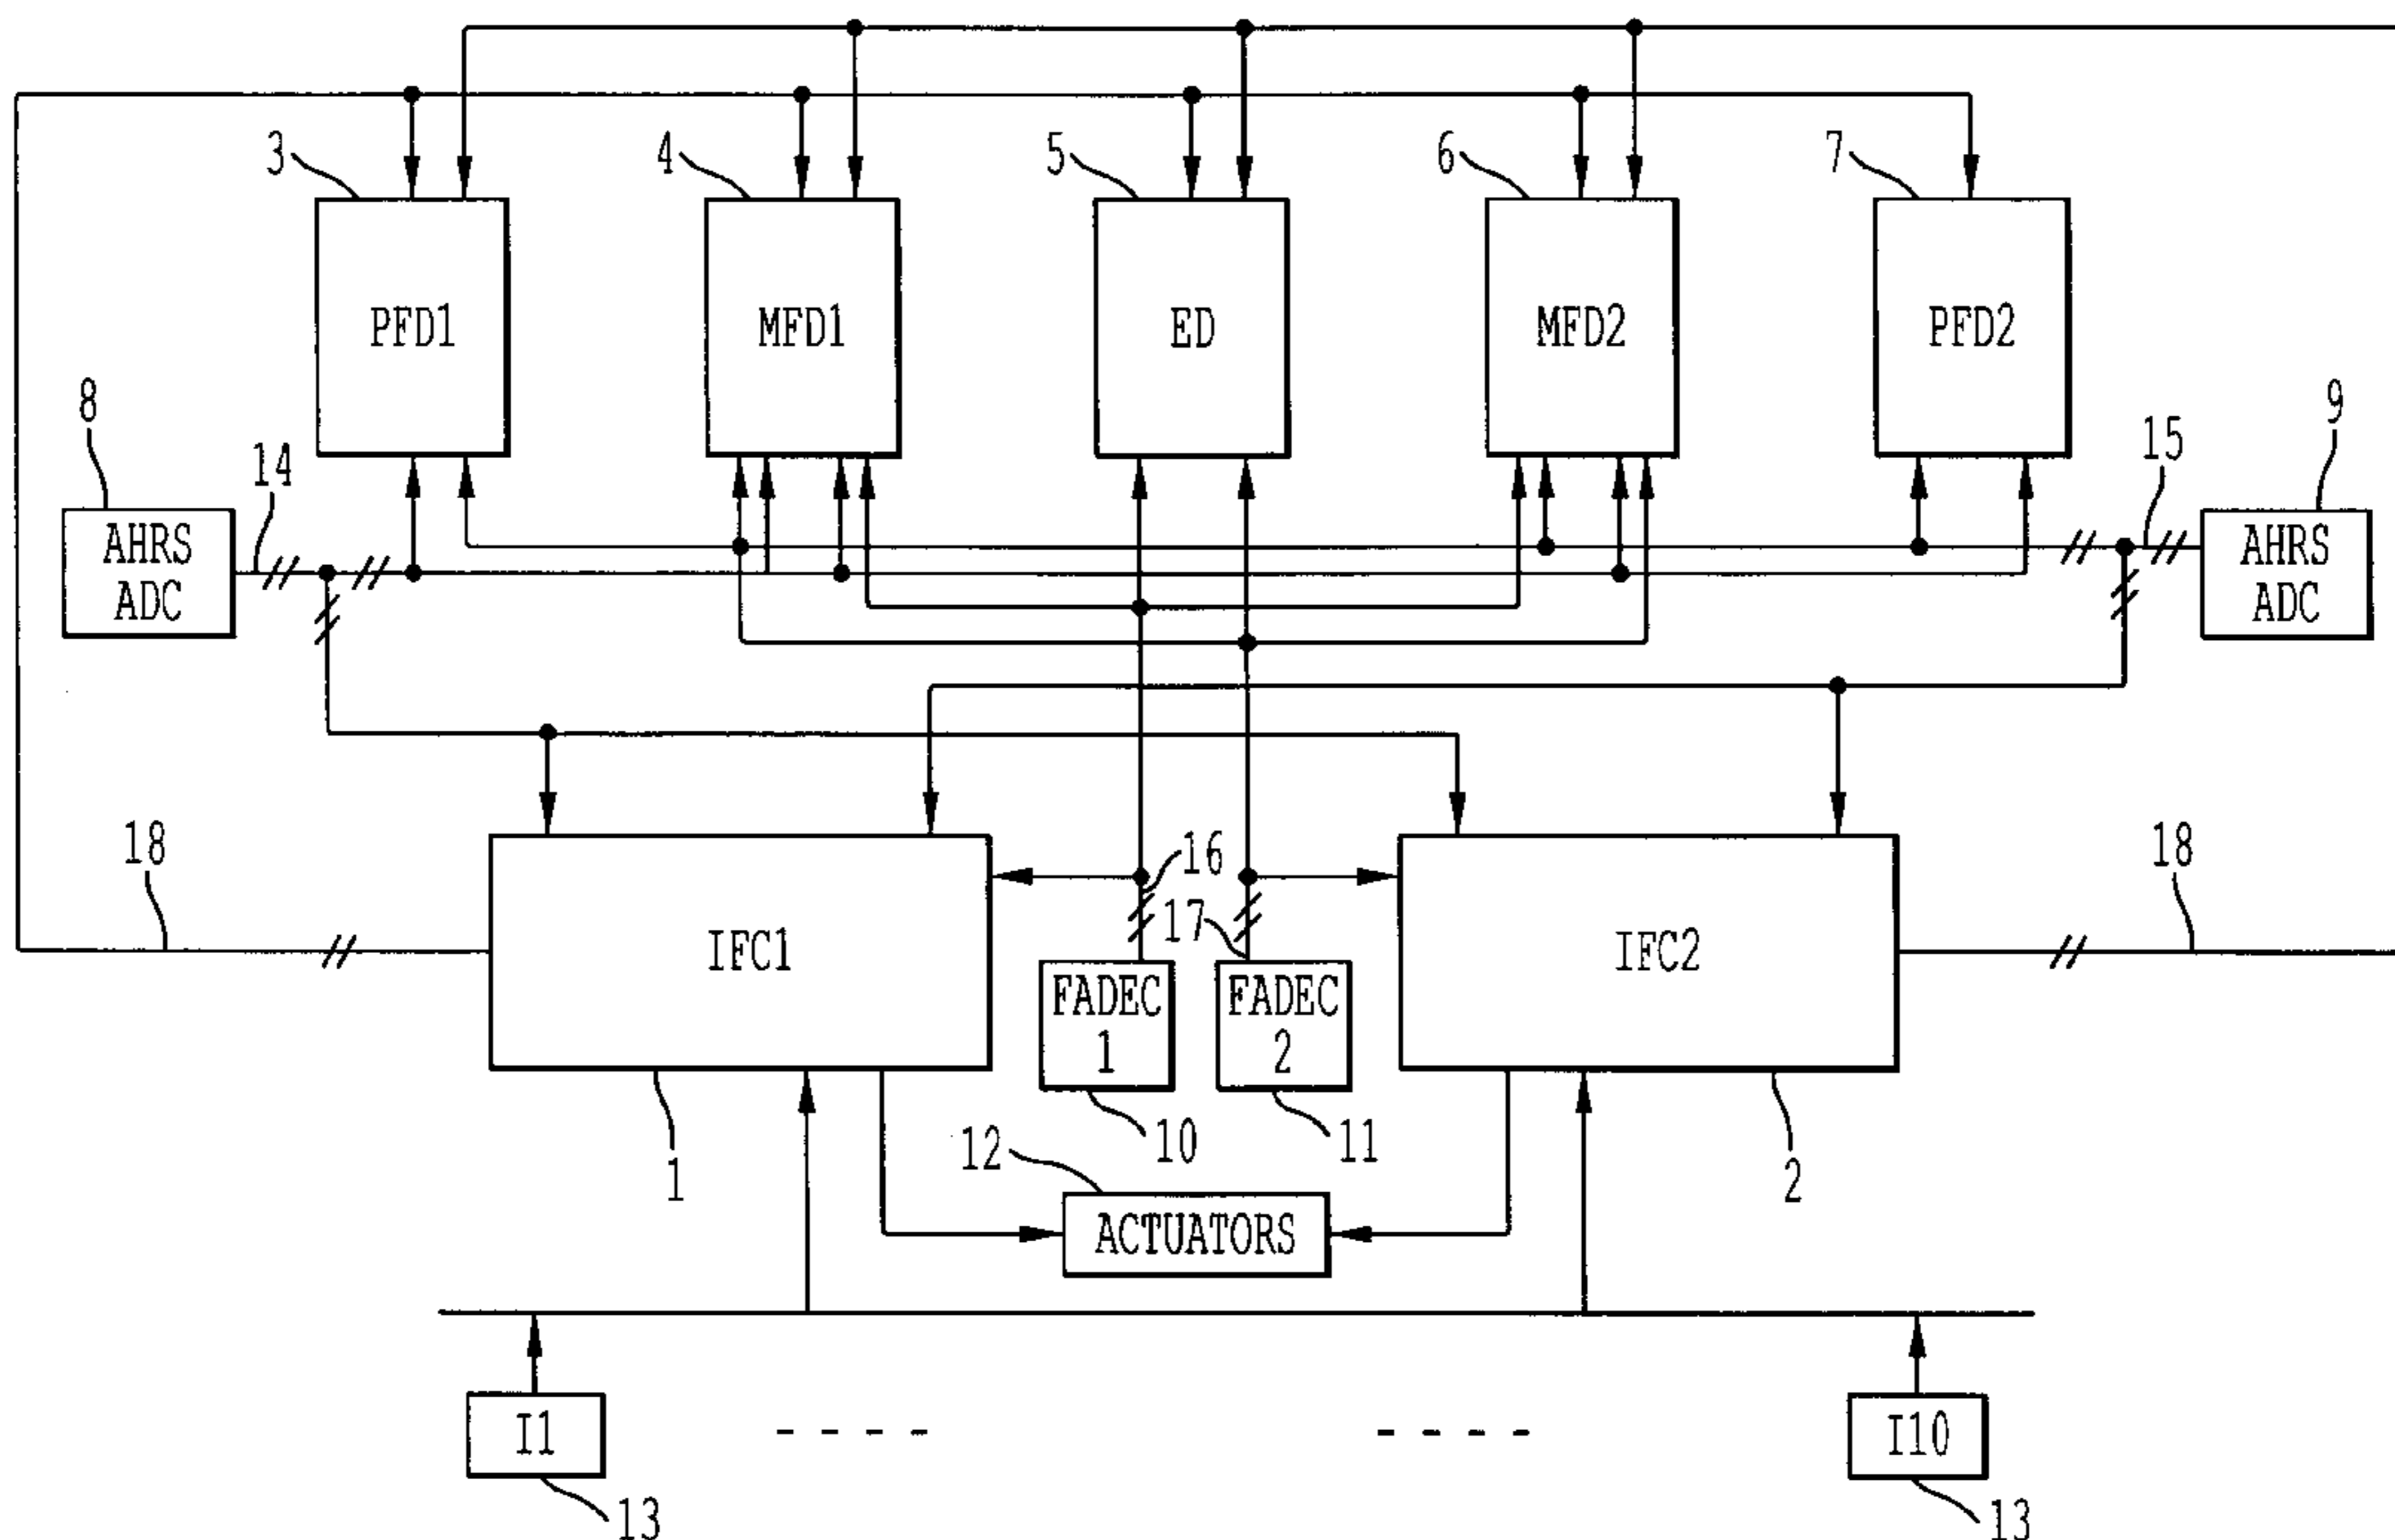 3
4
5
6
7
PFD1
MFD1
ED
MFD2
PFD2
8
14
15
9
AHRS
ADC
AHRS
ADC
18
16
17
18
IFC1
FADEC
1
FADEC
2
IFC2
1
10
11
2
12
ACTUATORS
I1
- - - -
- - - -
I10
13
13